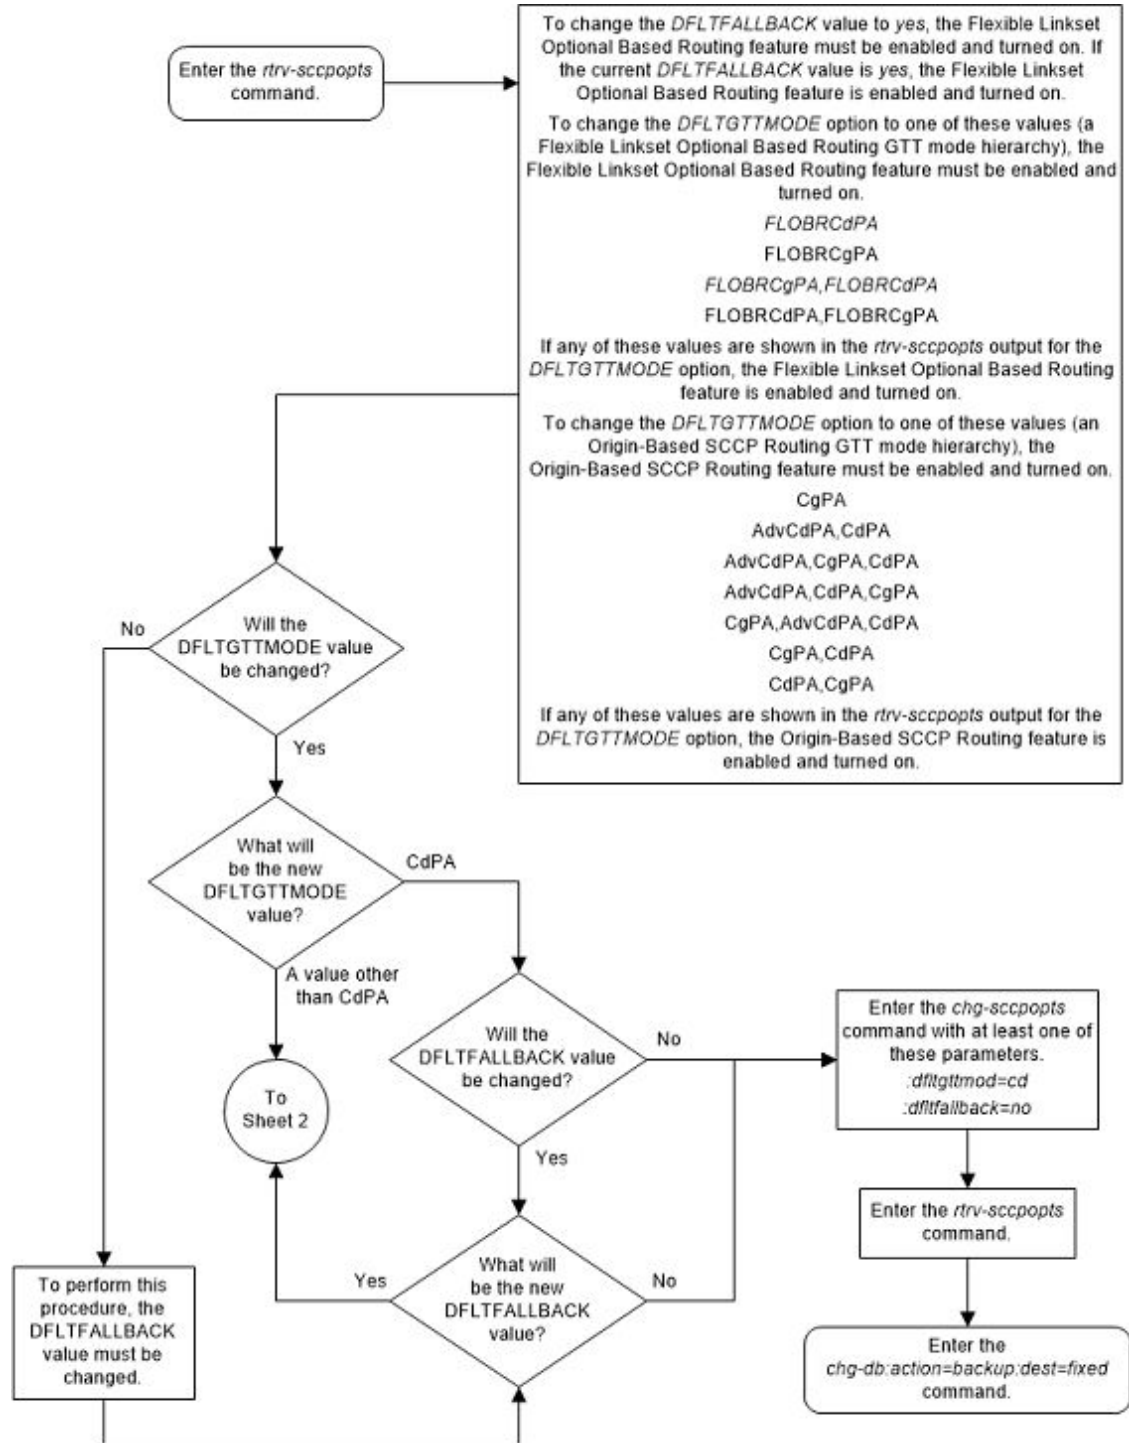 Enter the rtrv-sccpopts
command.
To change the DFLTFALLBACK value to yes, the Flexible Linkset
Optional Based Routing feature must be enabled and turned on. If
the current DFLTFALLBACK value is yes, the Flexible Linkset
Optional Based Routing feature is enabled and turned on.
To change the DFLTGTTMODE option to one of these values (a
Flexible Linkset Optional Based Routing GTT mode hierarchy), the
Flexible Linkset Optional Based Routing feature must be enabled and
turned on.
FLOBRCdPA
FLOBRCgPA
FLOBRCgPA,FLOBRCdPA
FLOBRCdPA,FLOBRCgPA
If any of these values are shown in the rtrv-sccpopts output for the
DFLTGTTMODE option, the Flexible Linkset Optional Based Routing
feature is enabled and turned on.
To change the DFLTGTTMODE option to one of these values (an
Origin-Based SCCP Routing GTT mode hierarchy), the
Origin-Based SCCP Routing feature must be enabled and turned on.
CgPA
AdvCdPA,CdPA
AdvCdPA,CgPA,CdPA
AdvCdPA,CdPA,CgPA
CgPA,AdvCdPA,CdPA
CgPA,CdPA
CdPA,CgPA
If any of these values are shown in the rtrv-sccpopts output for the
DFLTGTTMODE option, the Origin-Based SCCP Routing feature is
enabled and turned on.
Will the
DFLTGTTMODE value
be changed?
No
Yes
What will
be the new
DFLTGTTMODE
value?
CdPA
A value other
than CdPA
To
Sheet 2
Will the
DFLTFALLBACK value
be changed?
No
Yes
Enter the chg-sccpopts
command with at least one of
these parameters.
:dfltgttmod=cd
:dfltfallback=no
Enter the rtrv-sccpopts
command.
What will
be the new
DFLTFALLBACK
value?
Yes
No
To perform this
procedure, the
DFLTFALLBACK
value must be
changed.
Enter the
chg-db:action=backup:dest=fixed
command.